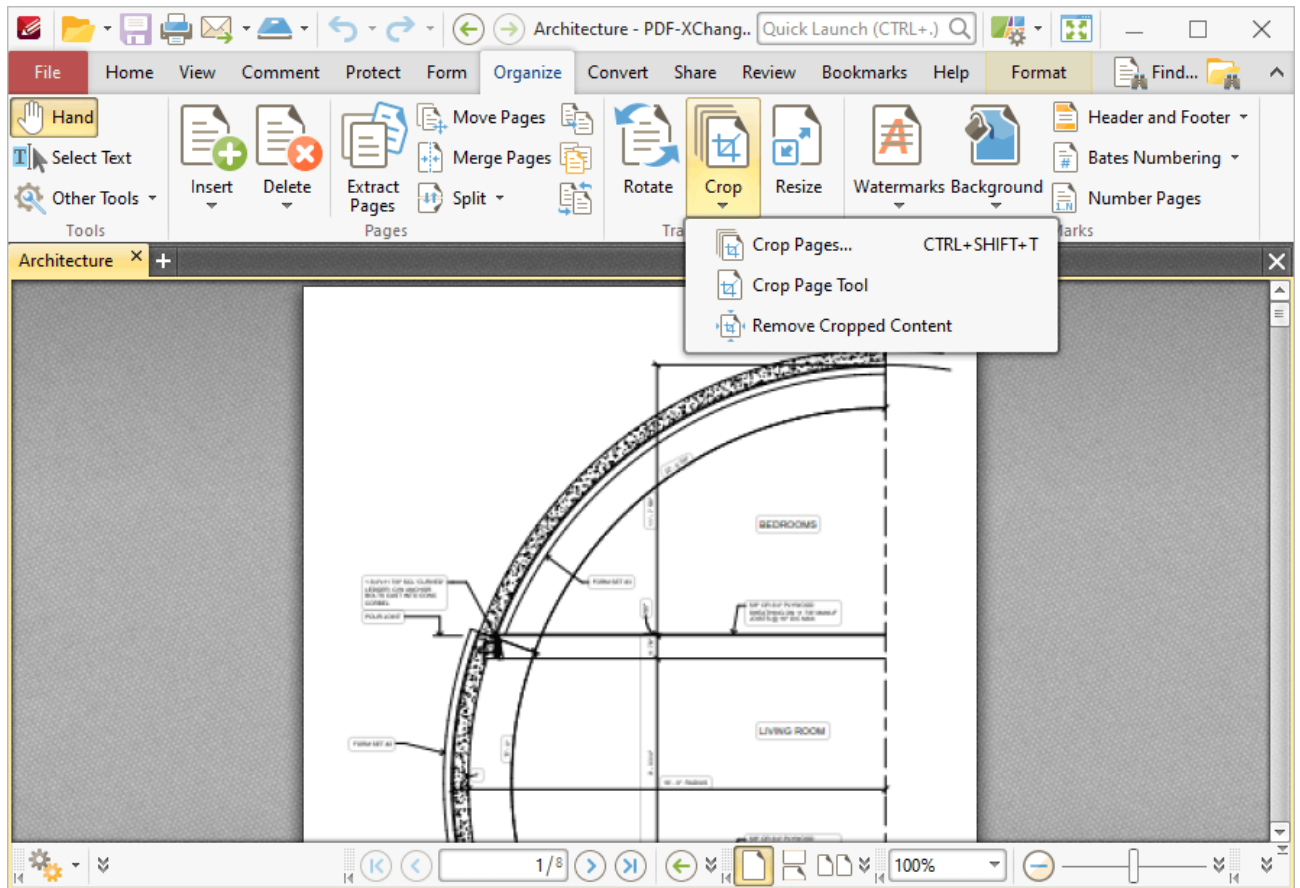 Architecture - PDF-XChang.. Quick Launch (CTRL+.)
File Home View Comment Protect Form Organize Convert Share Review Bookmarks Help Format Find...
Hand
Select Text
Other Tools
Tools
Insert
Delete
Extract
Pages
Move Pages
Merge Pages
Split
Pages
Rotate
Crop
Resize
Watermarks
Background
Header and Footer
Bates Numbering
Number Pages
Crop Pages... CTRL+SHIFT+T
Crop Page Tool
Remove Cropped Content
Architecture
BEDROOMS
POUR JOINT
LIVING ROOM
1/8
100%